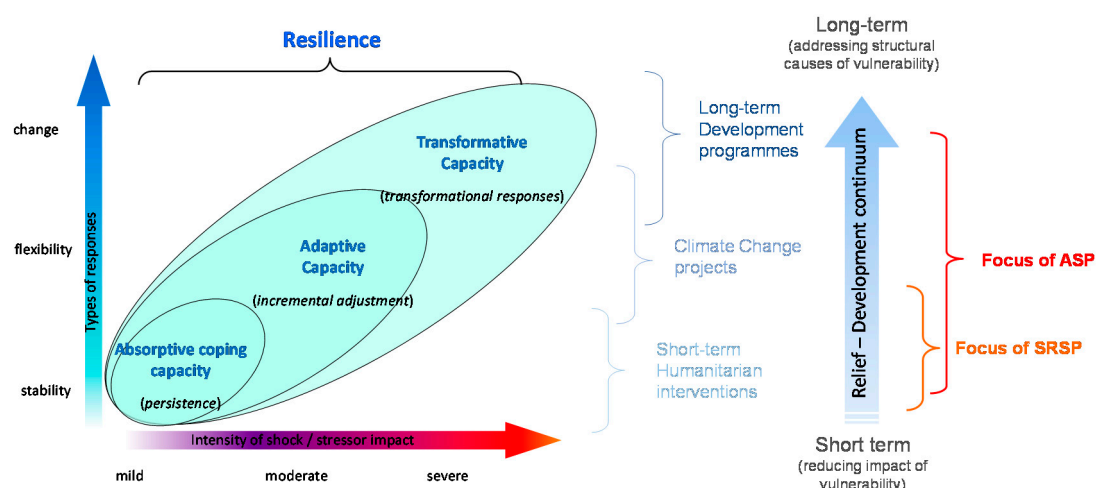 Resilience
Long-term
(addressing structural
causes of vulnerability)
change
flexibility
stability
Types of responses
Transformative
Capacity
(transformational responses)
Adaptive
Capacity
(incremental adjustment)
Absorptive coping
capacity
(persistence)
Intensity of shock / stressor impact
mild
moderate
severe
Long-term
Development
programmes
Climate Change
projects
Short-term
Humanitarian
interventions
Relief – Development continuum
Focus of ASP
Focus of SRSP
Short term
(reducing impact of
vulnerability)